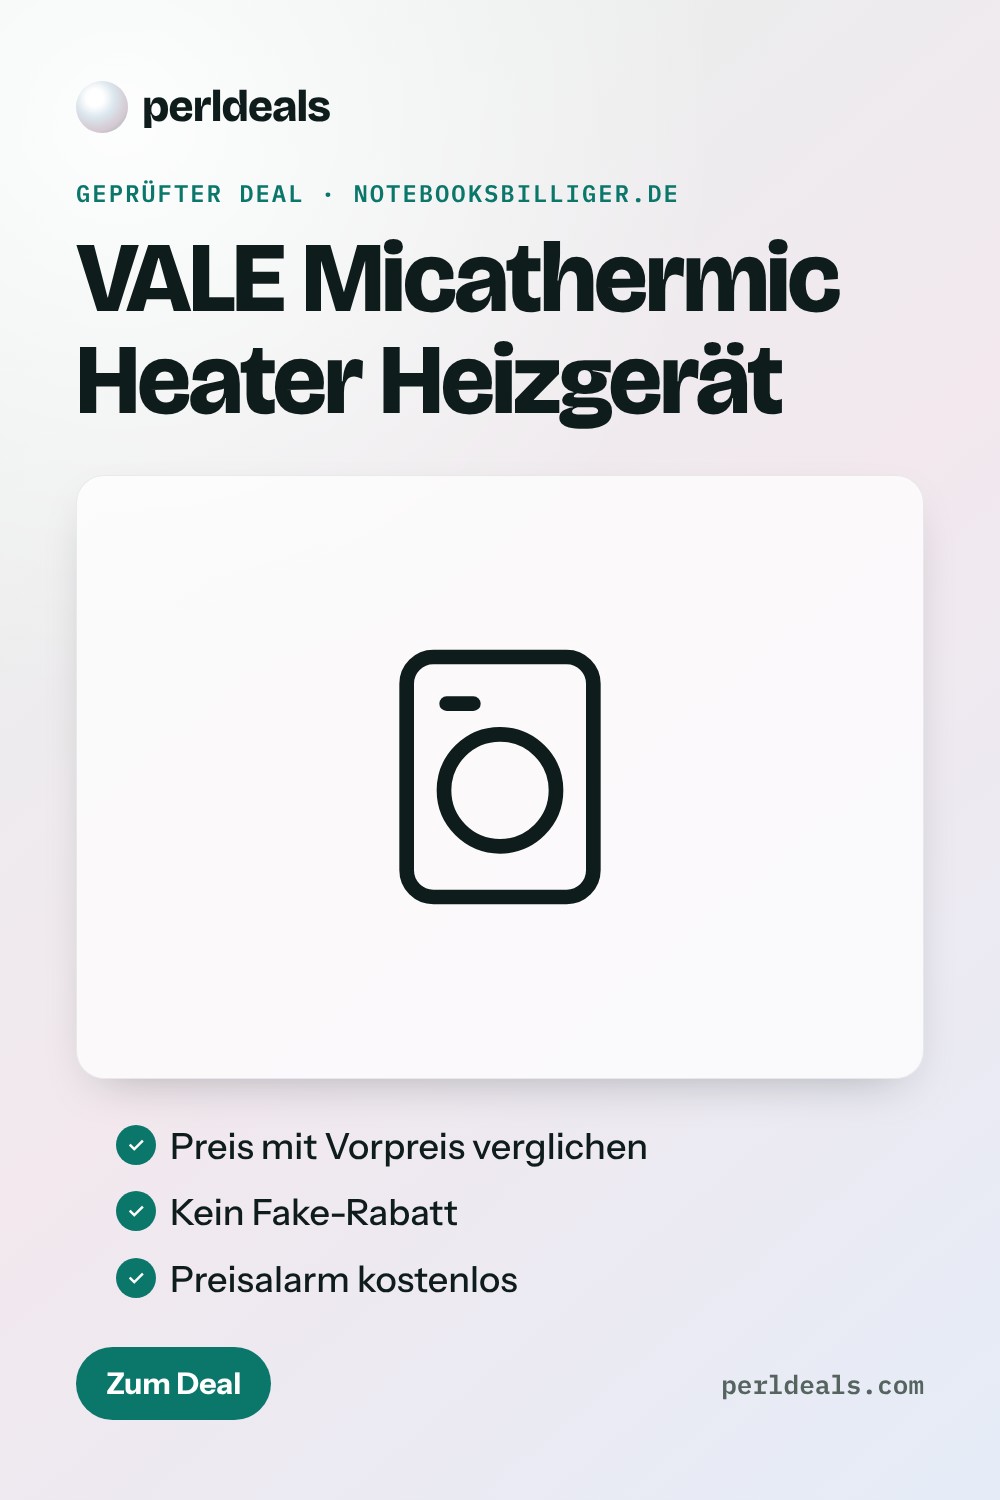 perldeals
GEPRÜFTER DEAL · NOTEBOOKSBILLIGER.DE
VALE Micathermic
Heater Heizgerät
Preis mit Vorpreis verglichen
Kein Fake-Rabatt
Preisalarm kostenlos
Zum Deal
perldeals.com